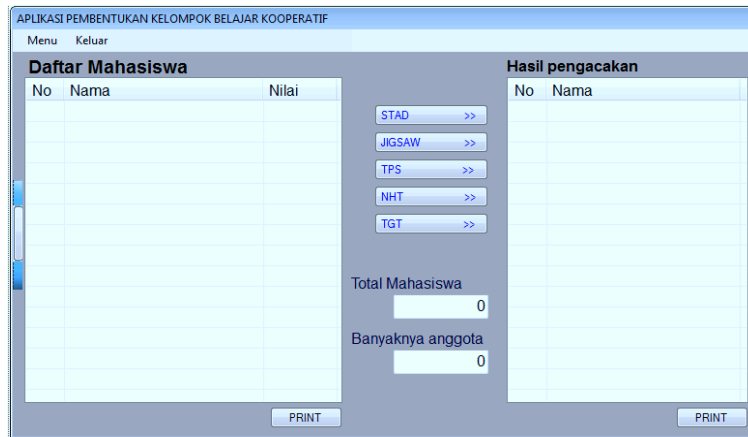 APLIKASI PEMBENTUKAN KELOMPOK BELAJAR KOOPERATIF
Menu Keluar
Daftar Mahasiswa
No Nama Nilai
STAD >>
JIGSAW >>
TPS >>
NHT >>
TGT >>
Total Mahasiswa
0
Banyaknya anggota
0
PRINT
Hasil pengacakan
No Nama
PRINT